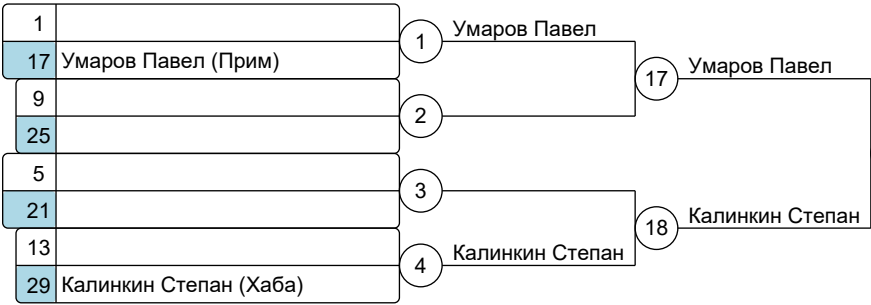 1
17 Умаров Павел (Прим)
9
25
5
21
13
29 Калинкин Степан (Хаба)
1 Умаров Павел
2
3
4 Калинкин Степан
17 Умаров Павел
18 Калинкин Степан